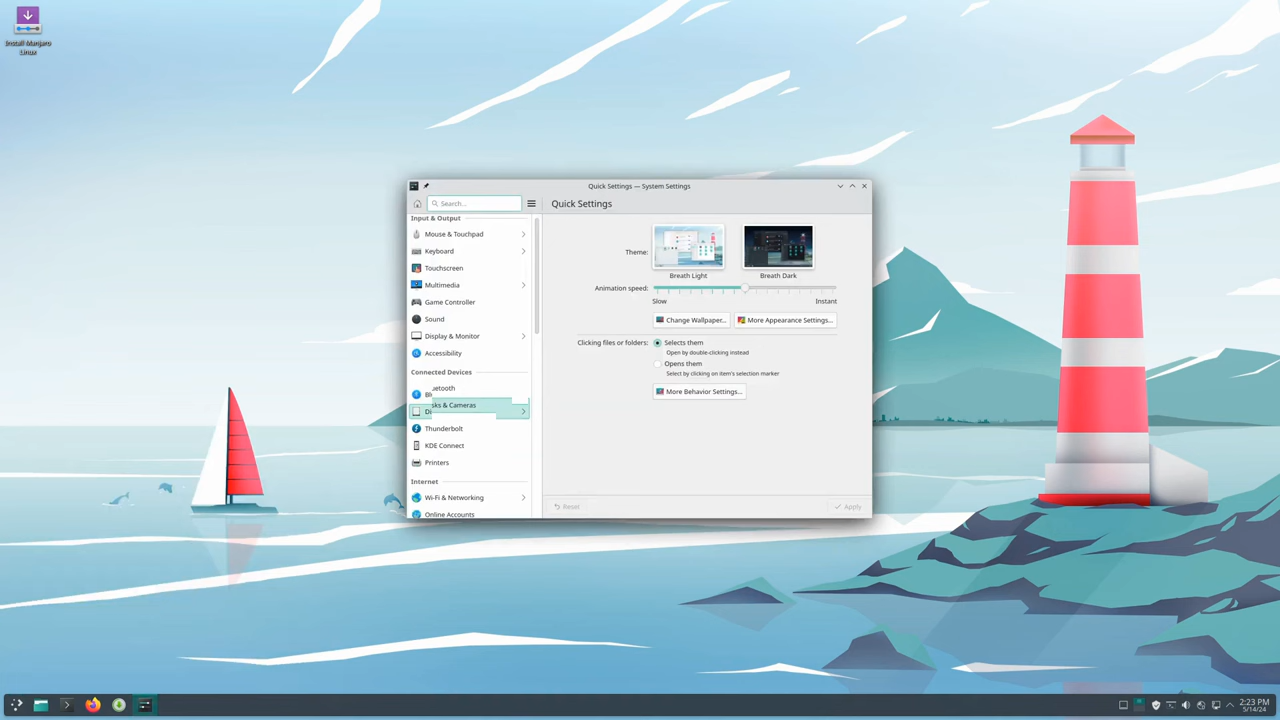 Install Manjaro
Linux
Quick Settings — System Settings
Search...
Quick Settings
Input & Output
Mouse & Touchpad
Keyboard
Touchscreen
Multimedia
Game Controller
Sound
Display & Monitor
Accessibility
Connected Devices
uetooth
Bl
sks & Cameras
Di
Thunderbolt
KDE Connect
Printers
Internet
Wi-Fi & Networking
Online Accounts
Theme:
Breath Light
Breath Dark
Animation speed:
Slow
Instant
Change Wallpaper...
More Appearance Settings...
Clicking files or folders:
Selects them
Open by double-clicking instead
Opens them
Select by clicking on item's selection marker
More Behavior Settings...
Reset
Apply
2:23 PM
5/14/24